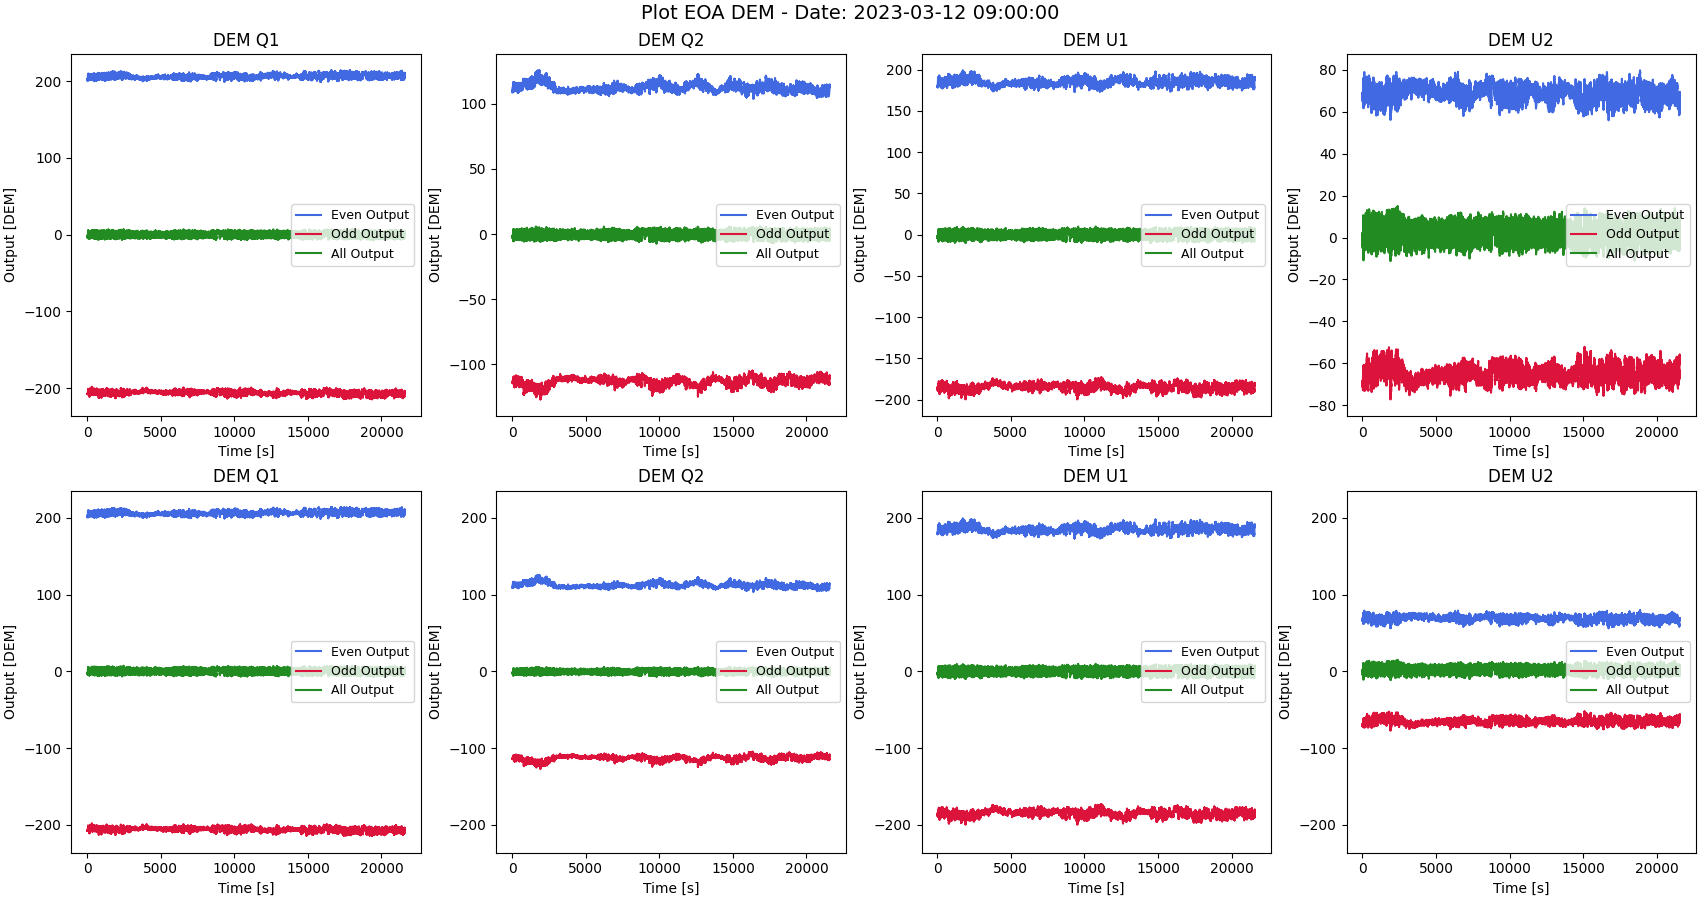 Plot EOA DEM - Date: 2023-03-12 09:00:00
DEM Q1
Output [DEM]
200
100
0
−100
−200
Even Output
Odd Output
All Output
0 5000 10000 15000 20000
Time [s]
DEM Q2
Output [DEM]
100
50
0
−50
−100
Even Output
Odd Output
All Output
0 5000 10000 15000 20000
Time [s]
DEM U1
Output [DEM]
200
150
100
50
0
−50
−100
−150
−200
Even Output
Odd Output
All Output
0 5000 10000 15000 20000
Time [s]
DEM U2
Output [DEM]
80
60
40
20
0
−20
−40
−60
−80
Even Output
Odd Output
All Output
0 5000 10000 15000 20000
Time [s]
DEM Q1
Output [DEM]
200
100
0
−100
−200
Even Output
Odd Output
All Output
0 5000 10000 15000 20000
Time [s]
DEM Q2
Output [DEM]
200
100
0
−100
−200
Even Output
Odd Output
All Output
0 5000 10000 15000 20000
Time [s]
DEM U1
Output [DEM]
200
100
0
−100
−200
Even Output
Odd Output
All Output
0 5000 10000 15000 20000
Time [s]
DEM U2
Output [DEM]
200
100
0
−100
−200
Even Output
Odd Output
All Output
0 5000 10000 15000 20000
Time [s]